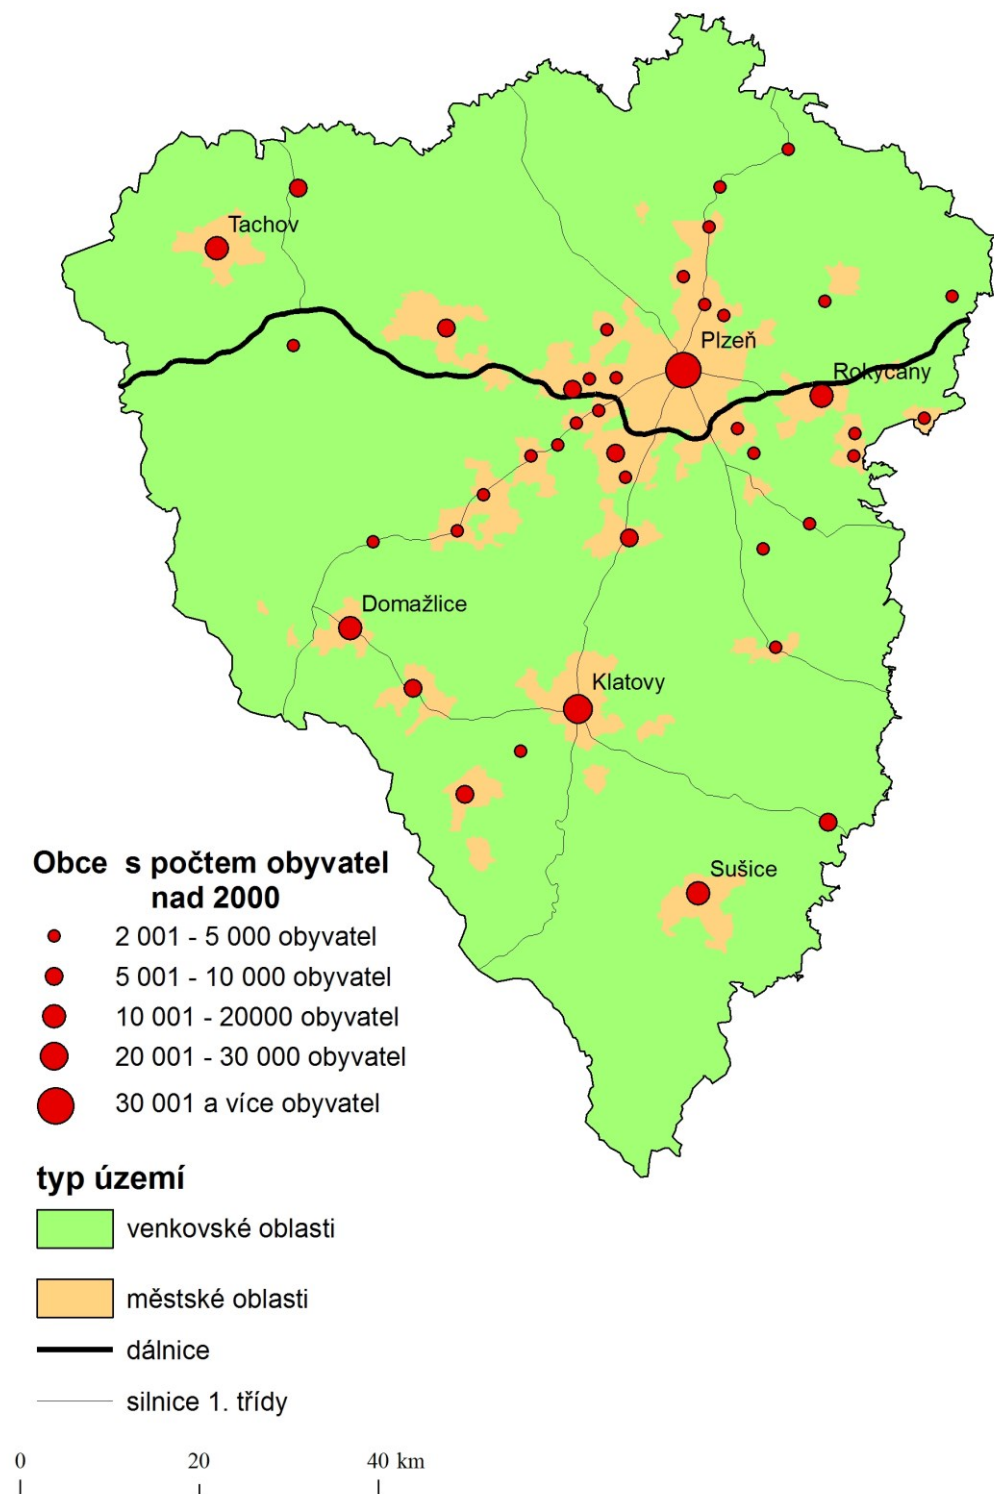 Tachov
Plzeň
Rokycany
Domažlice
Klatovy
Sušice
Obce s počtem obyvatel
nad 2000
2 001 - 5 000 obyvatel
5 001 - 10 000 obyvatel
10 001 - 20000 obyvatel
20 001 - 30 000 obyvatel
30 001 a více obyvatel
typ území
venkovské oblasti
městské oblasti
dálnice
silnice 1. třídy
0 20 40 km